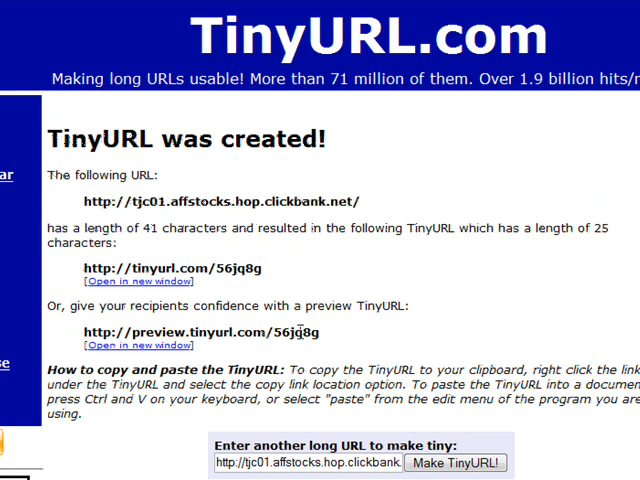 TinyURL.com
Making long URLs usable! More than 71 million of them. Over 1.9 billion hits/
TinyURL was created!
ar
The following URL:
http://tjc01.affstocks.hop.clickbank.net/
has a length of 41 characters and resulted in the following TinyURL which has a length of 25
characters:
http://tinyurl.com/56jq8g
[Open in new window]
Or, give your recipients confidence with a preview TinyURL:
http://preview.tinyurl.com/56jq8g
[Open in new window]
se
How to copy and paste the TinyURL: To copy the TinyURL to your clipboard, right click the link
under the TinyURL and select the copy link location option. To paste the TinyURL into a documen
press Ctrl and V on your keyboard, or select "paste" from the edit menu of the program you are
using.
Enter another long URL to make tiny:
http://tjc01.affstocks.hop.clickbank. Make TinyURL!